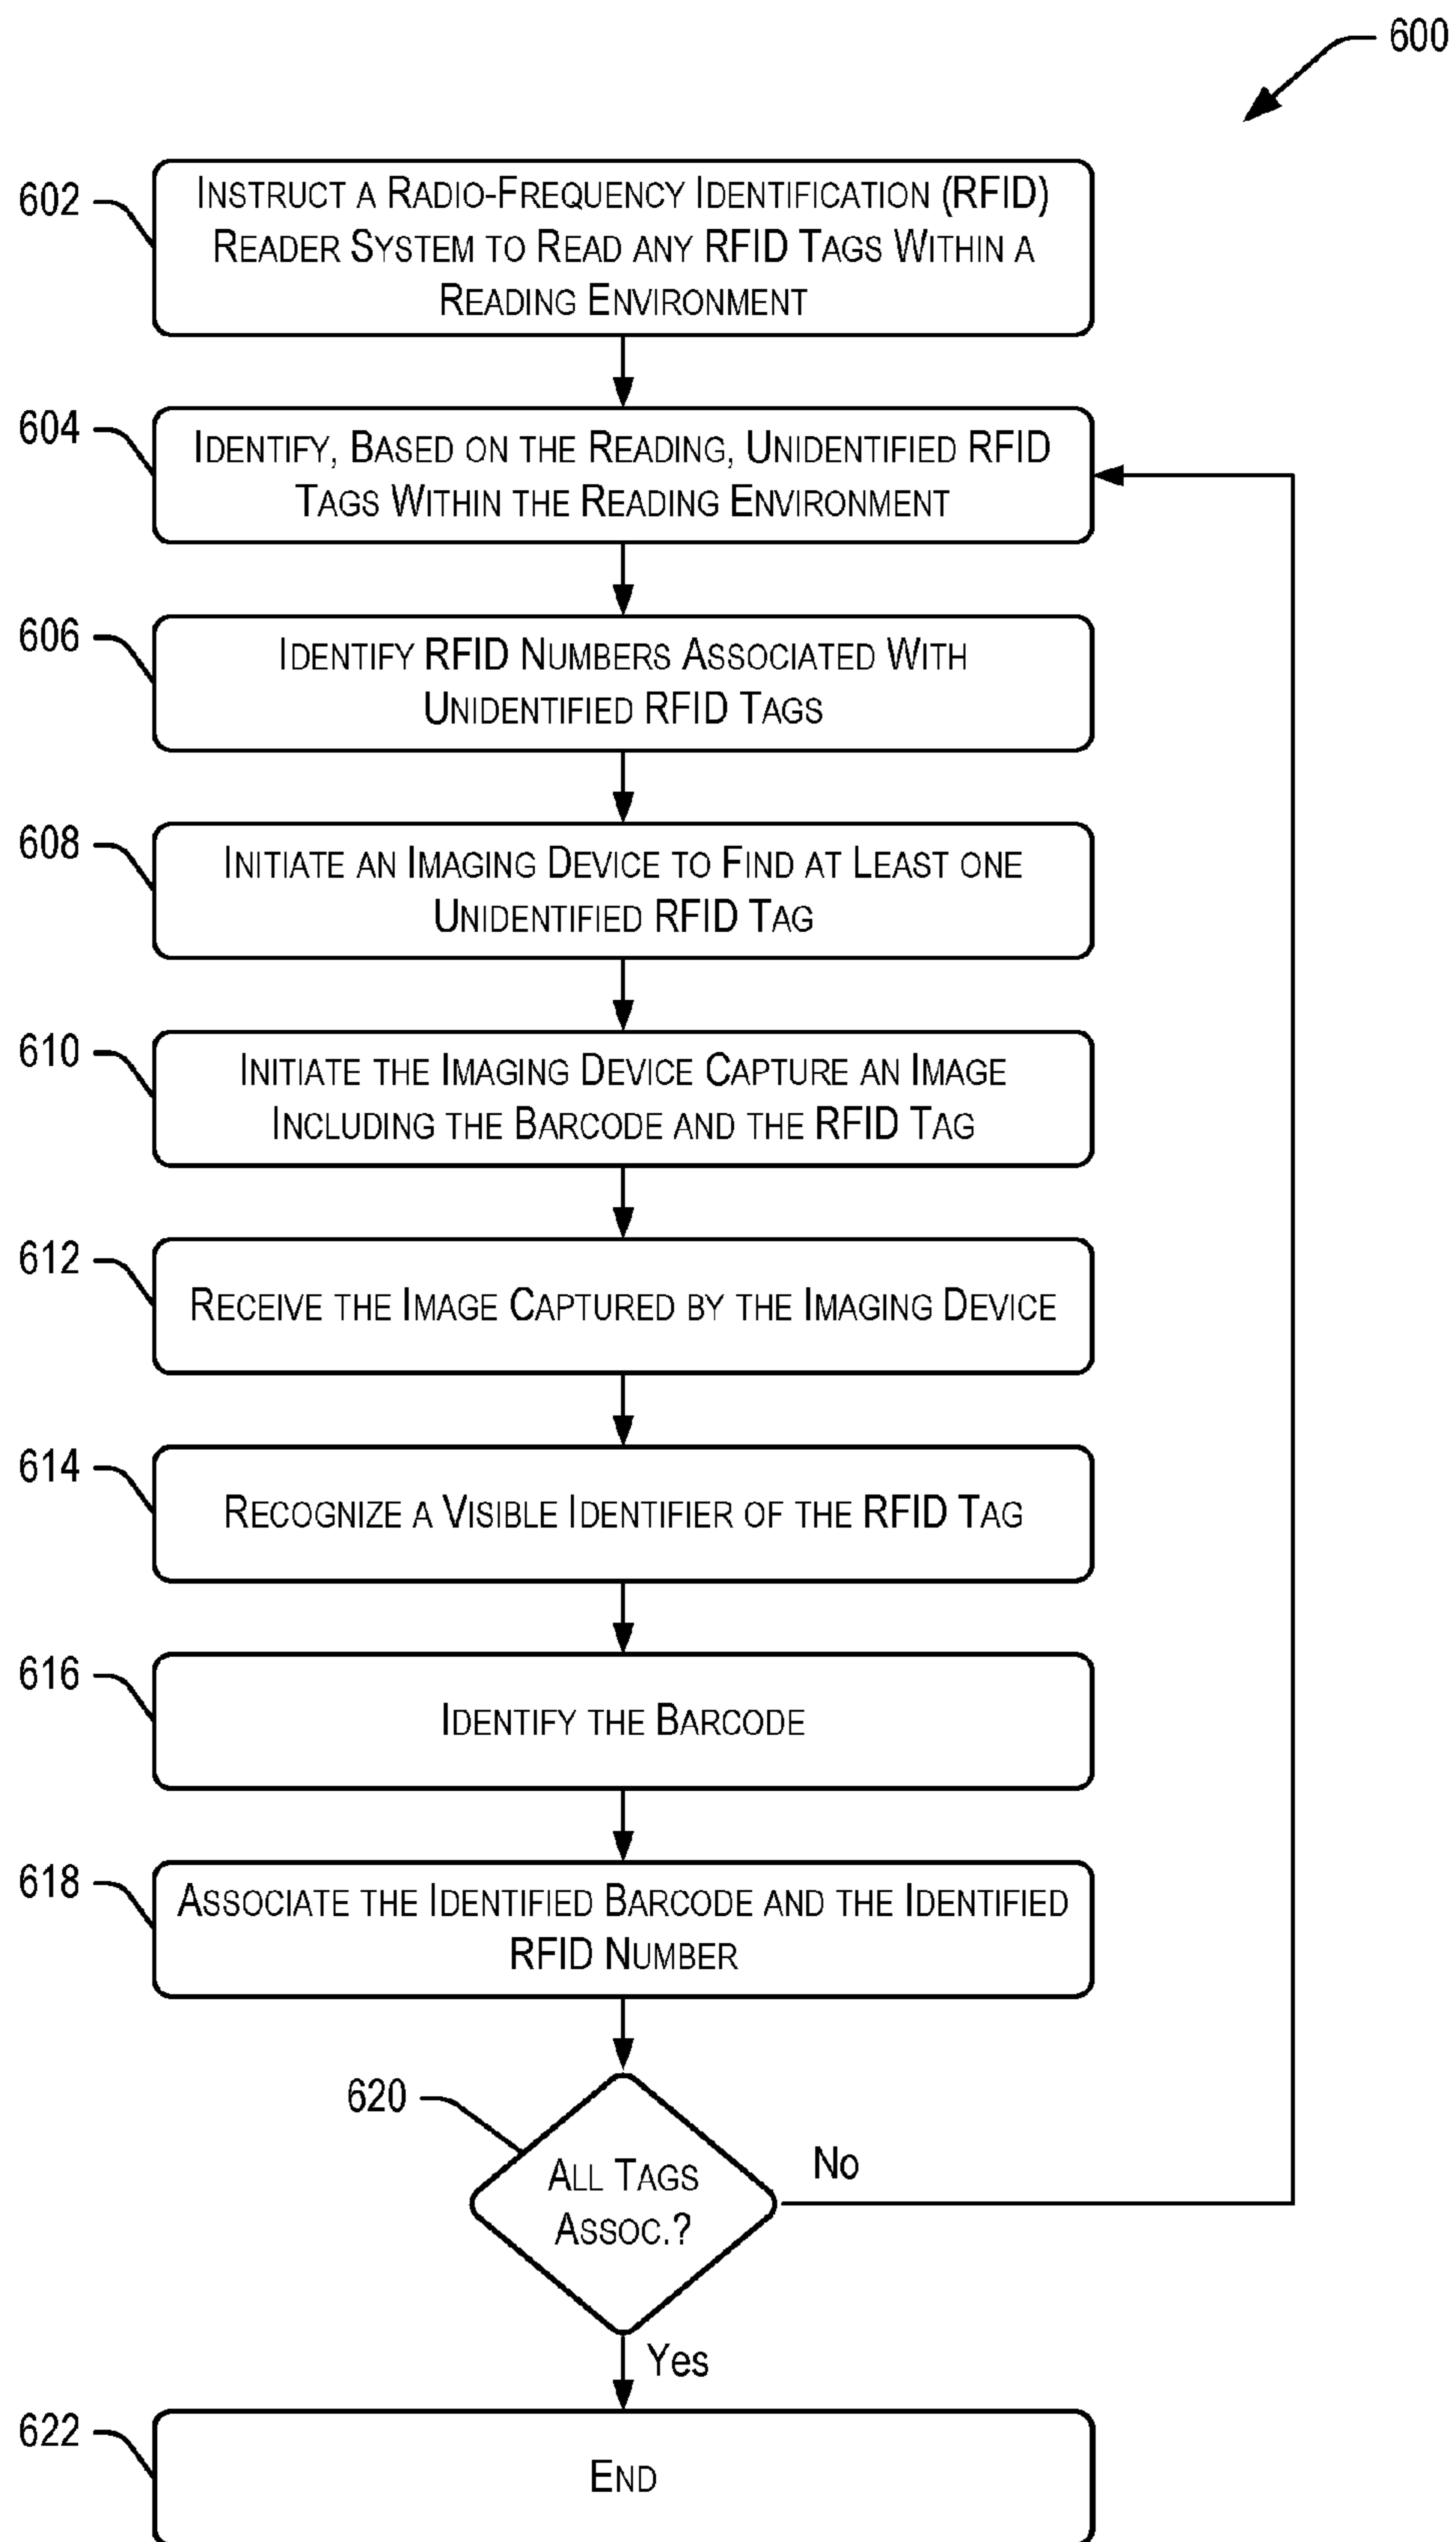 600
602
INSTRUCT A RADIO-FREQUENCY IDENTIFICATION (RFID)
READER SYSTEM TO READ ANY RFID TAGS WITHIN A
READING ENVIRONMENT
604
IDENTIFY, BASED ON THE READING, UNIDENTIFIED RFID
TAGS WITHIN THE READING ENVIRONMENT
606
IDENTIFY RFID NUMBERS ASSOCIATED WITH
UNIDENTIFIED RFID TAGS
608
INITIATE AN IMAGING DEVICE TO FIND AT LEAST ONE
UNIDENTIFIED RFID TAG
610
INITIATE THE IMAGING DEVICE CAPTURE AN IMAGE
INCLUDING THE BARCODE AND THE RFID TAG
612
RECEIVE THE IMAGE CAPTURED BY THE IMAGING DEVICE
614
RECOGNIZE A VISIBLE IDENTIFIER OF THE RFID TAG
616
IDENTIFY THE BARCODE
618
ASSOCIATE THE IDENTIFIED BARCODE AND THE IDENTIFIED
RFID NUMBER
620
ALL TAGS
ASSOC.?
No
Yes
622
END